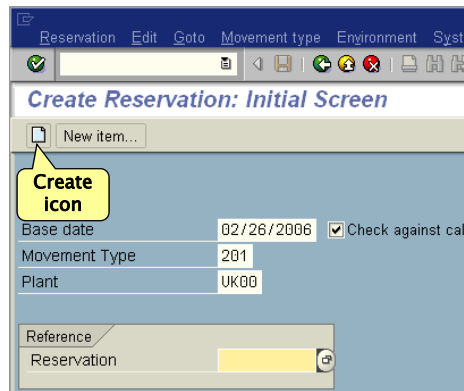 Reservation Edit Goto Movement type Environment Syst
Create Reservation: Initial Screen
New item...
Create
icon
Base date 02/26/2006 Check against cal
Movement Type 201
Plant UK00
Reference
Reservation